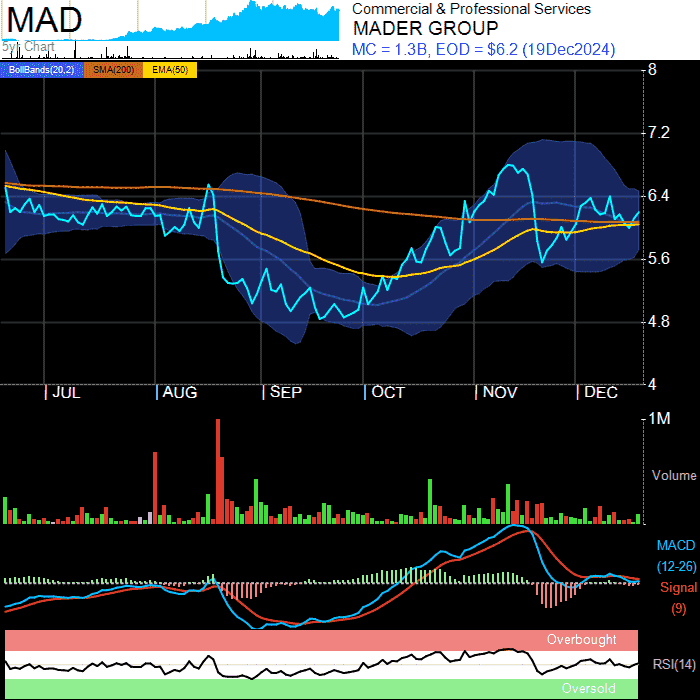 MAD
Commercial & Professional Services
MADER GROUP
MC = 1.3B, EOD = $6.2 (19Dec2024)
5yr Chart
BollBands(20,2) SMA(200) EMA(50)
8
7.2
6.4
5.6
4.8
4
| JUL | AUG | SEP | OCT | NOV | DEC
1M
Volume
MACD
(12-26)
Signal
(9)
Overbought
RSI(14)
Oversold